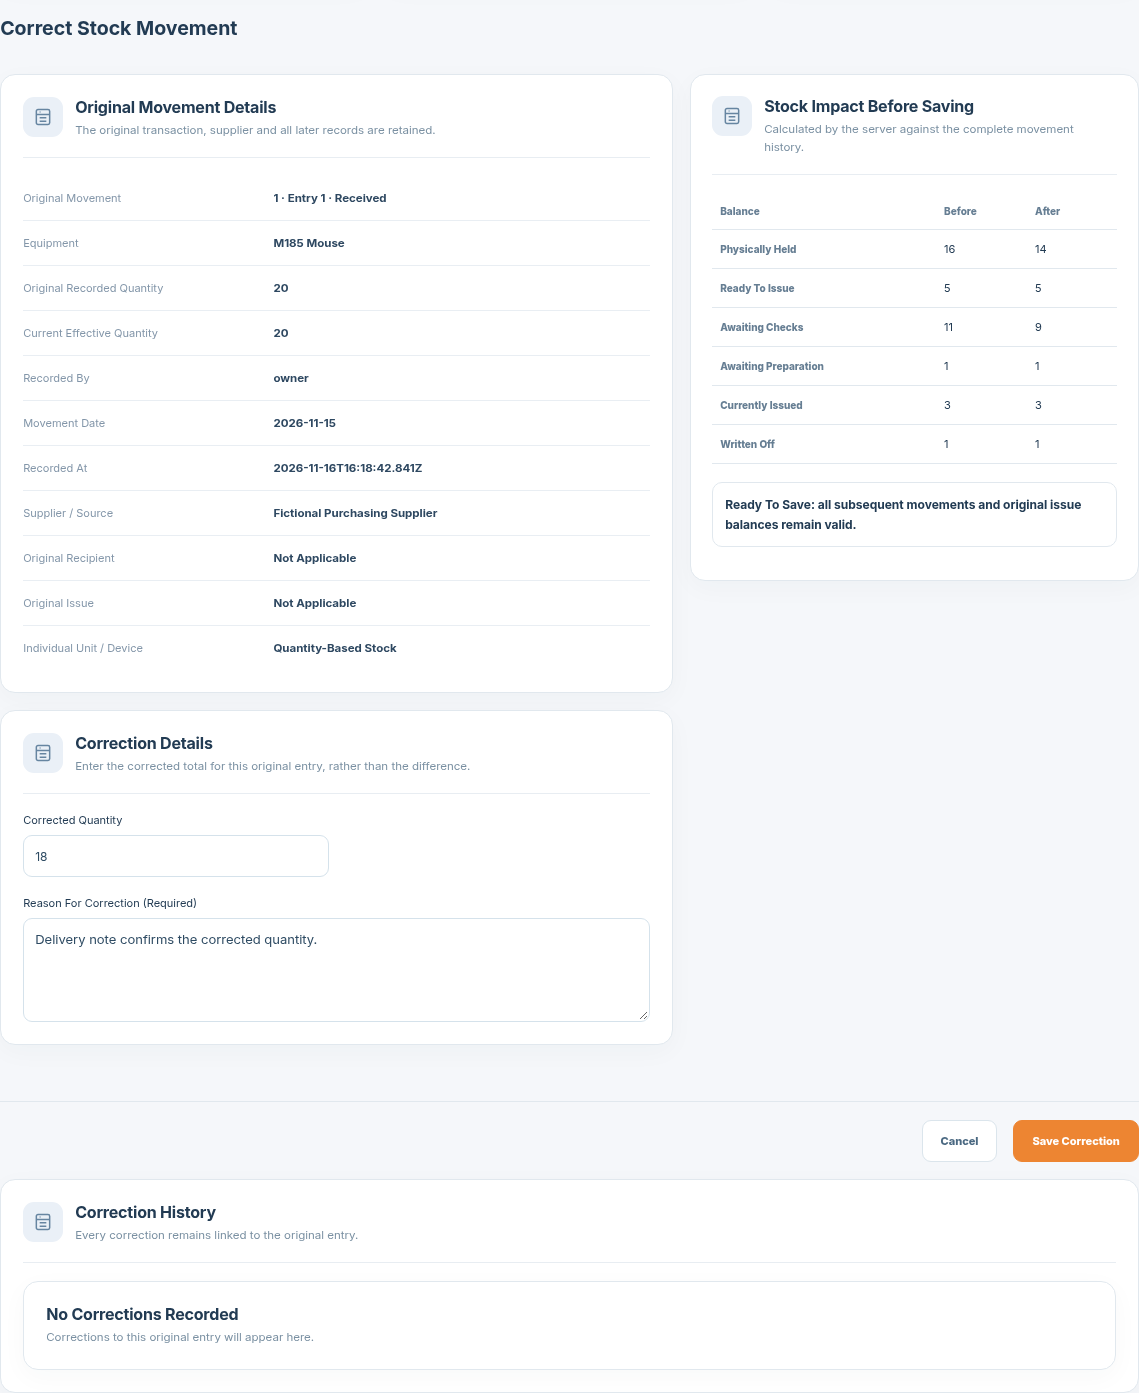 Correct Stock Movement
Original Movement Details
The original transaction, supplier and all later records are retained.
Original Movement 1 · Entry 1 · Received
Equipment M185 Mouse
Original Recorded Quantity 20
Current Effective Quantity 20
Recorded By owner
Movement Date 2026-11-15
Recorded At 2026-11-16T16:18:42.841Z
Supplier / Source Fictional Purchasing Supplier
Original Recipient Not Applicable
Original Issue Not Applicable
Individual Unit / Device Quantity-Based Stock
Stock Impact Before Saving
Calculated by the server against the complete movement
history.
Balance Before After
Physically Held 16 14
Ready To Issue 5 5
Awaiting Checks 11 9
Awaiting Preparation 1 1
Currently Issued 3 3
Written Off 1 1
Ready To Save: all subsequent movements and original issue
balances remain valid.
Correction Details
Enter the corrected total for this original entry, rather than the difference.
Corrected Quantity
18
Reason For Correction (Required)
Delivery note confirms the corrected quantity.
Cancel Save Correction
Correction History
Every correction remains linked to the original entry.
No Corrections Recorded
Corrections to this original entry will appear here.